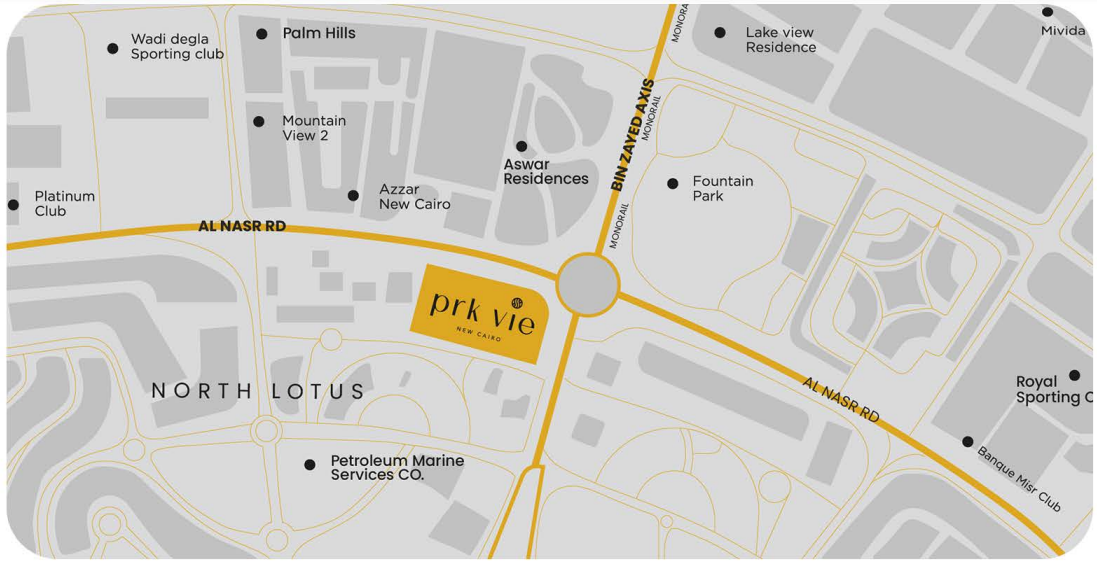 Wadi degla
Sporting club
Palm Hills
MONORAIL
Lake view
Residence
Mivida
Mountain
View 2
BIN ZAYED AXIS
MONORAIL
Aswar
Residences
Platinum
Club
Azzar
New Cairo
Fountain
Park
AL NASR RD
MONORAIL
prk vie
NEW CAIRO
NORTH LOTUS
AL NASR RD
Royal
Sporting C
Petroleum Marine
Services CO.
Banque Misr Club